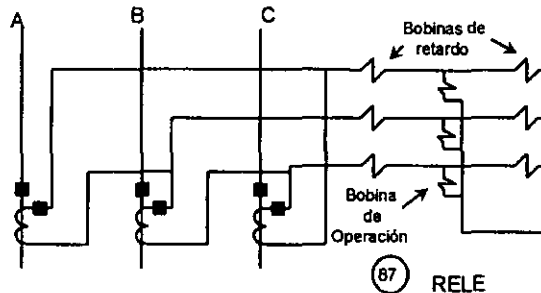 A
B
C
Bobinas de
retardo
Bobina
de
Operación
87
RELE